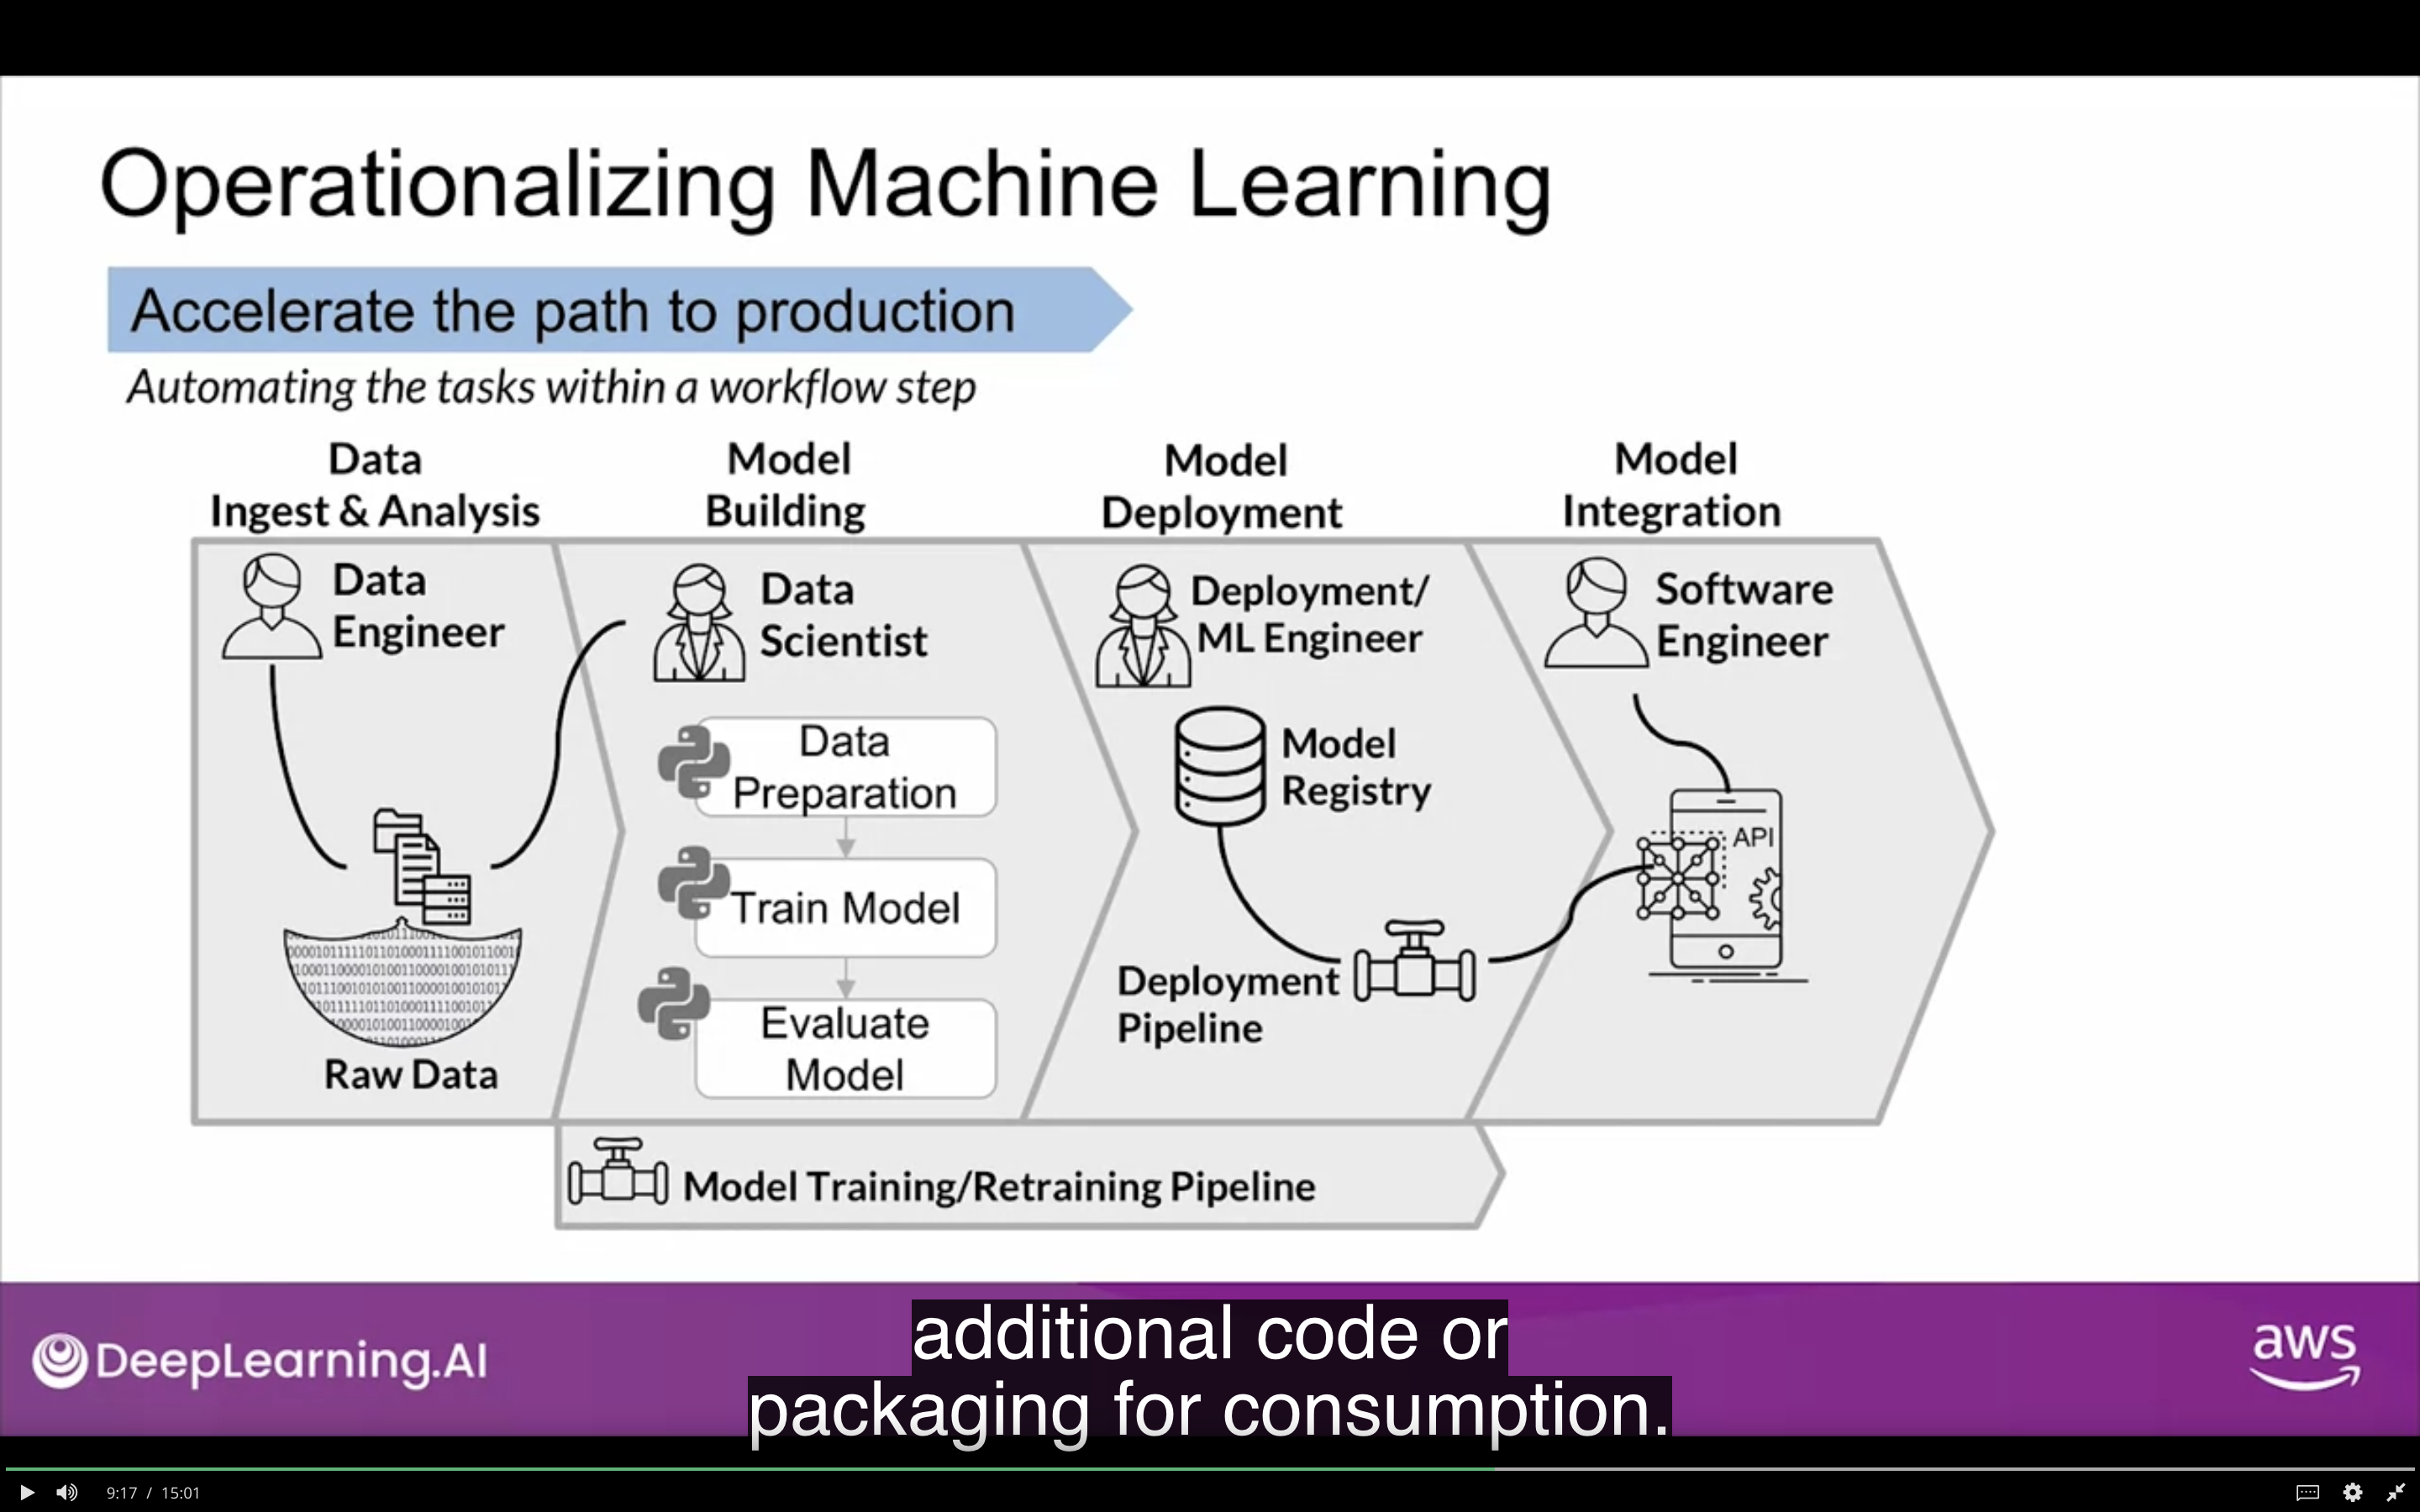 Operationalizing Machine Learning
Accelerate the path to production
Automating the tasks within a workflow step
Data
Ingest & Analysis
Model
Building
Model
Deployment
Model
Integration
Data
Engineer
Raw Data
Data
Scientist
Data
Preparation
Train Model
Evaluate
Model
Deployment/
ML Engineer
Model
Registry
Deployment
Pipeline
Software
Engineer
API
Model Training/Retraining Pipeline
DeepLearning.AI
additional code or
packaging for consumption.
aws
9:17 / 15:01